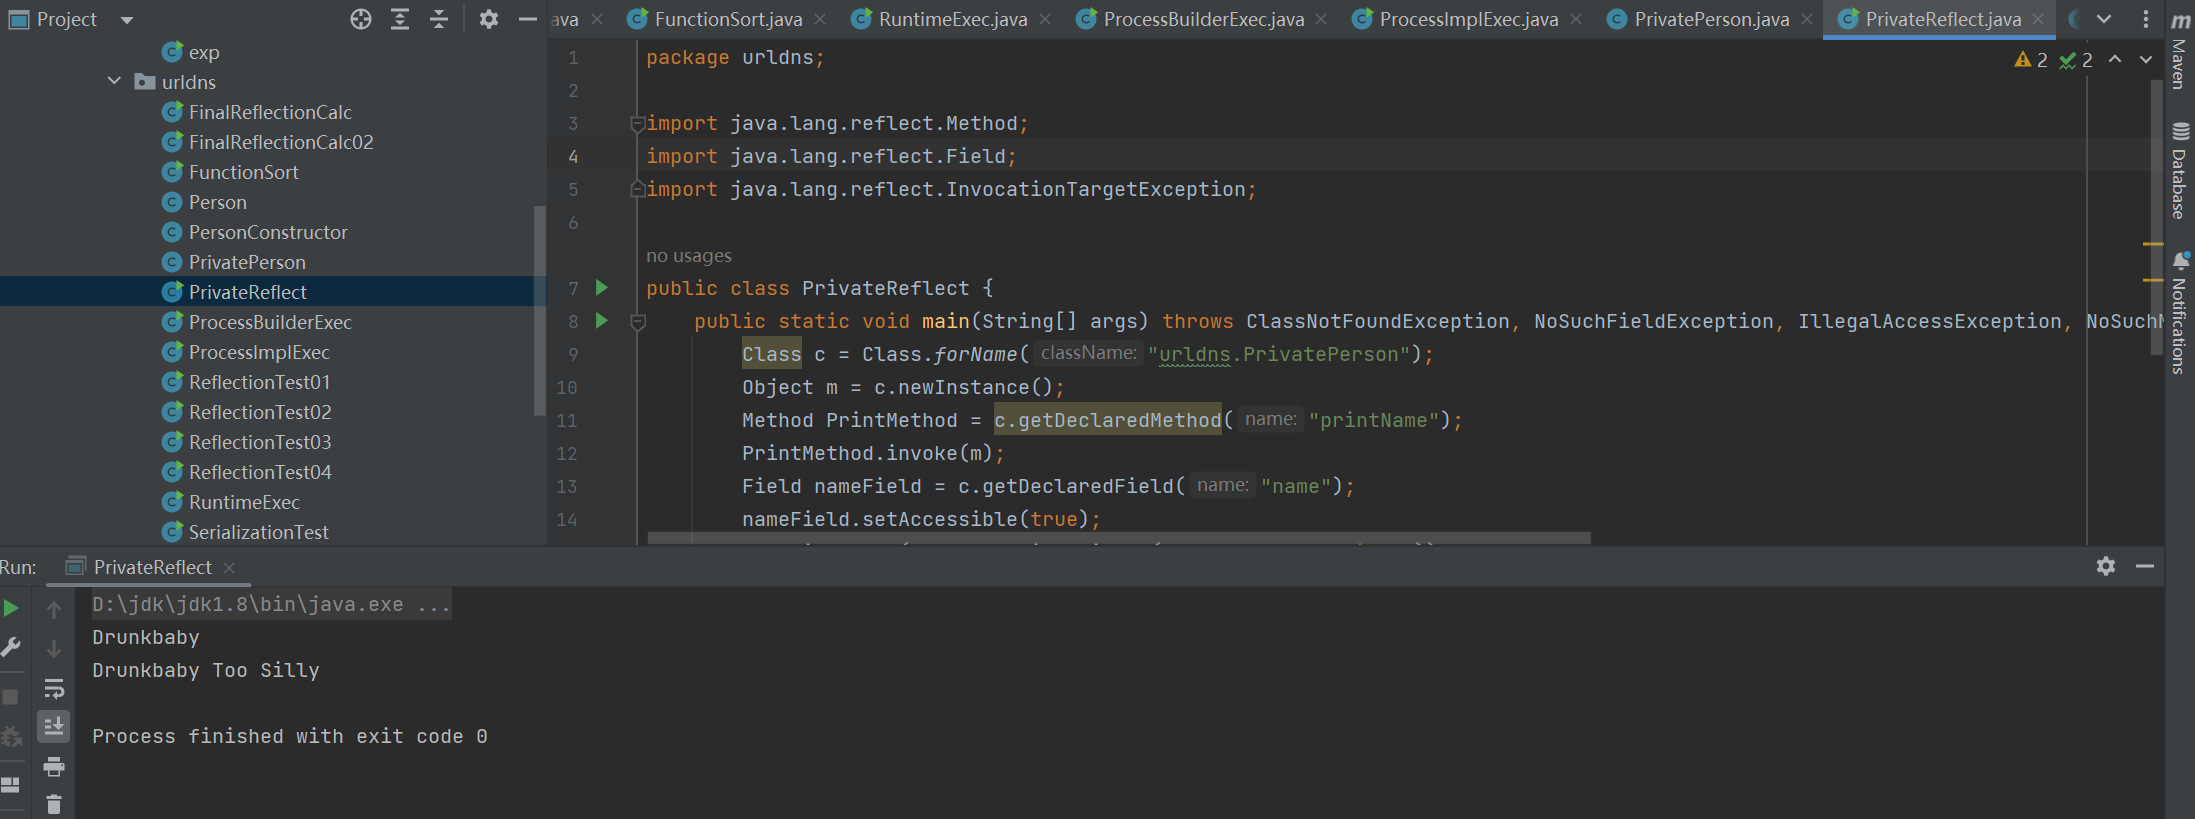 Project
ava
FunctionSort.java
RuntimeExec.java
ProcessBuilderExec.java
ProcessImplExec.java
PrivatePerson.java
PrivateReflect.java
exp
urldns
FinalReflectionCalc
FinalReflectionCalc02
FunctionSort
Person
PersonConstructor
PrivatePerson
PrivateReflect
ProcessBuilderExec
ProcessImplExec
ReflectionTest01
ReflectionTest02
ReflectionTest03
ReflectionTest04
RuntimeExec
SerializationTest
2 2
1 package urldns;
2
3 import java.lang.reflect.Method;
4 import java.lang.reflect.Field;
5 import java.lang.reflect.InvocationTargetException;
6
no usages
7 public class PrivateReflect {
8 public static void main(String[] args) throws ClassNotFoundException, NoSuchFieldException, IllegalAccessException, NoSuchM
9 Class c = Class.forName( className: "urldns.PrivatePerson");
10 Object m = c.newInstance();
11 Method PrintMethod = c.getDeclaredMethod( name: "printName");
12 PrintMethod.invoke(m);
13 Field nameField = c.getDeclaredField( name: "name");
14 nameField.setAccessible(true);
m Maven
Database
Notifications
Run: PrivateReflect
D:\jdk\jdk1.8\bin\java.exe ...
Drunkbaby
Drunkbaby Too Silly
Process finished with exit code 0